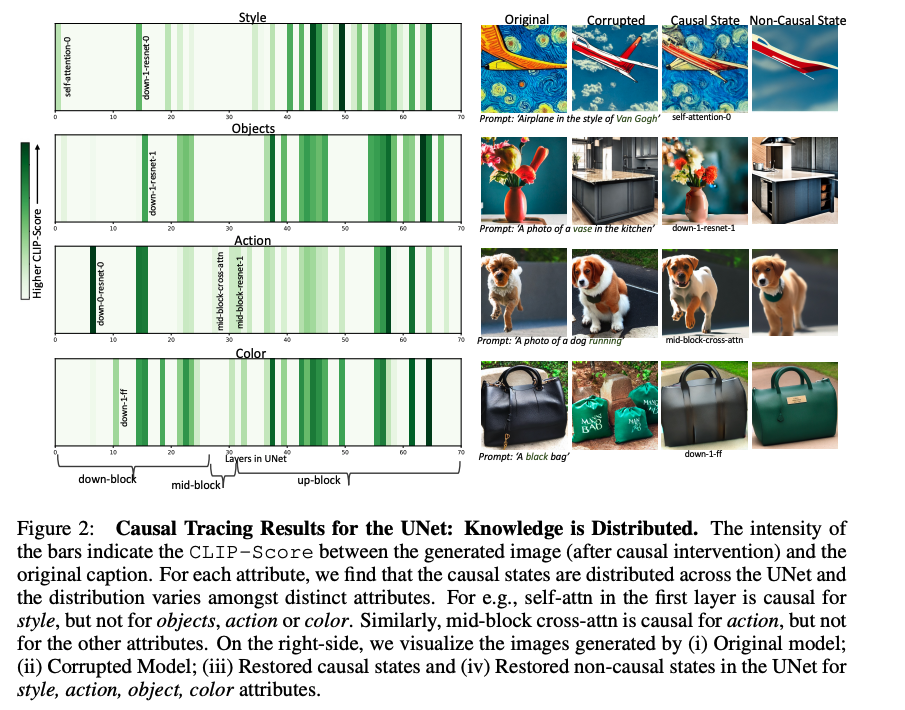 Style
self-attention-0
down-1-resnet-0
0 10 20 30 40 50 60 70
Objects
down-1-resnet-1
0 10 20 30 40 50 60 70
Action
down-0-resnet-0
mid-block-cross-attn
mid-block-resnet-1
0 10 20 30 40 50 60 70
Color
down-1-ff
0 10 20 30 40 50 60 70
Layers in UNet
down-block
mid-block
up-block
Higher CLIP-Score
Original Corrupted Causal State Non-Causal State
Prompt: ‘Airplane in the style of Van Gogh’ self-attention-0
Prompt: ‘A photo of a vase in the kitchen’ down-1-resnet-1
Prompt: ‘A photo of a dog running’ mid-block-cross-attn
Prompt: ‘A black bag’ down-1-ff
Figure 2: Causal Tracing Results for the UNet: Knowledge is Distributed. The intensity of
the bars indicate the CLIP-Score between the generated image (after causal intervention) and the
original caption. For each attribute, we find that the causal states are distributed across the UNet and
the distribution varies amongst distinct attributes. For e.g., self-attn in the first layer is causal for
style, but not for objects, action or color. Similarly, mid-block cross-attn is causal for action, but not
for the other attributes. On the right-side, we visualize the images generated by (i) Original model;
(ii) Corrupted Model; (iii) Restored causal states and (iv) Restored non-causal states in the UNet for
style, action, object, color attributes.